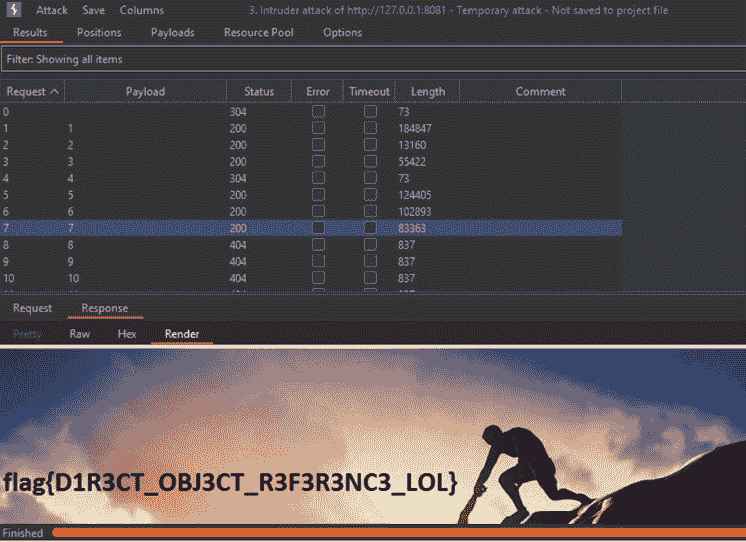 Attack Save Columns 3. Intruder attack of http://127.0.0.1:8081 - Temporary attack - Not saved to project file
Results Positions Payloads Resource Pool Options
Filter: Showing all items
Request Payload Status Error Timeout Length Comment
0 304 73
1 1 200 184847
2 2 200 13160
3 3 200 55422
4 4 304 73
5 5 200 124405
6 6 200 102893
7 7 200 83363
8 8 404 837
9 9 404 837
10 10 404 837
Request Response
Pretty Raw Hex Render
flag{D1R3CT_OBJ3CT_R3F3R3NC3_LOL}
Finished